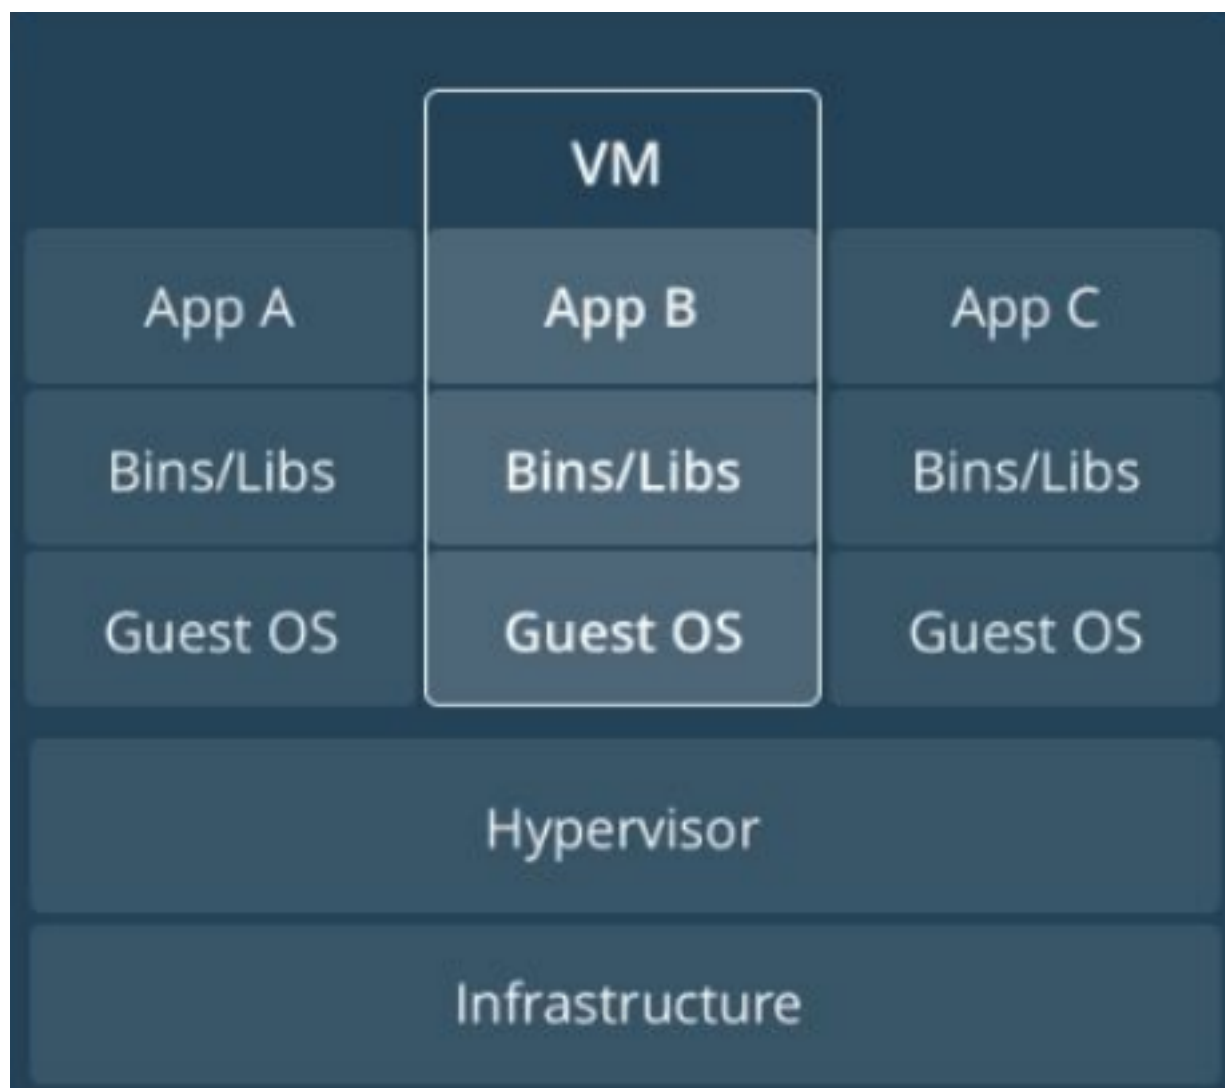 VM
App A
App B
App C
Bins/Libs
Bins/Libs
Bins/Libs
Guest OS
Guest OS
Guest OS
Hypervisor
Infrastructure